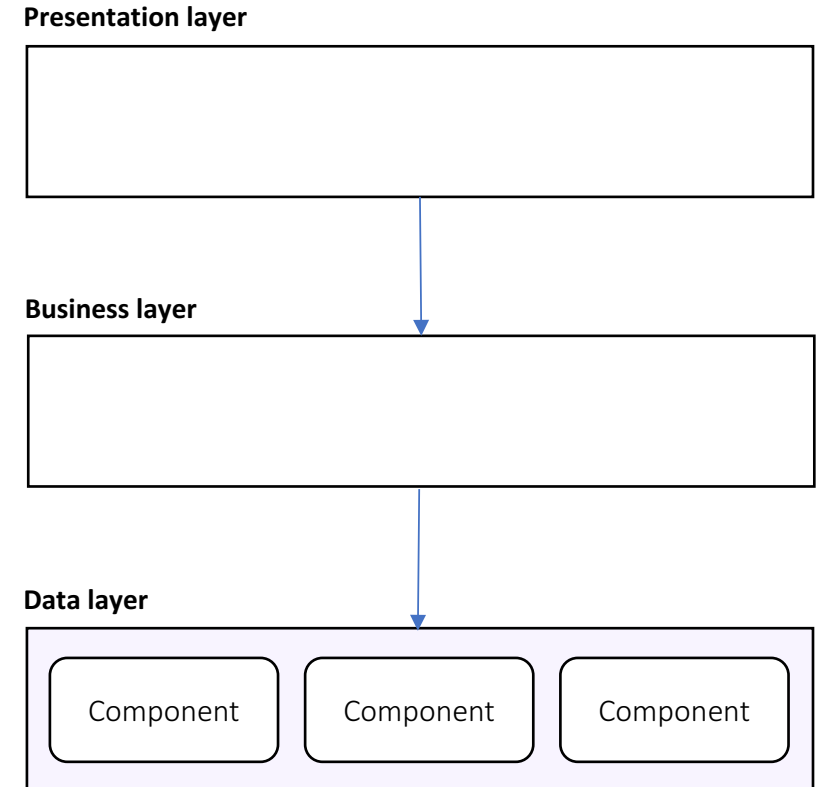 Presentation layer
Business layer
Data layer
Component Component Component